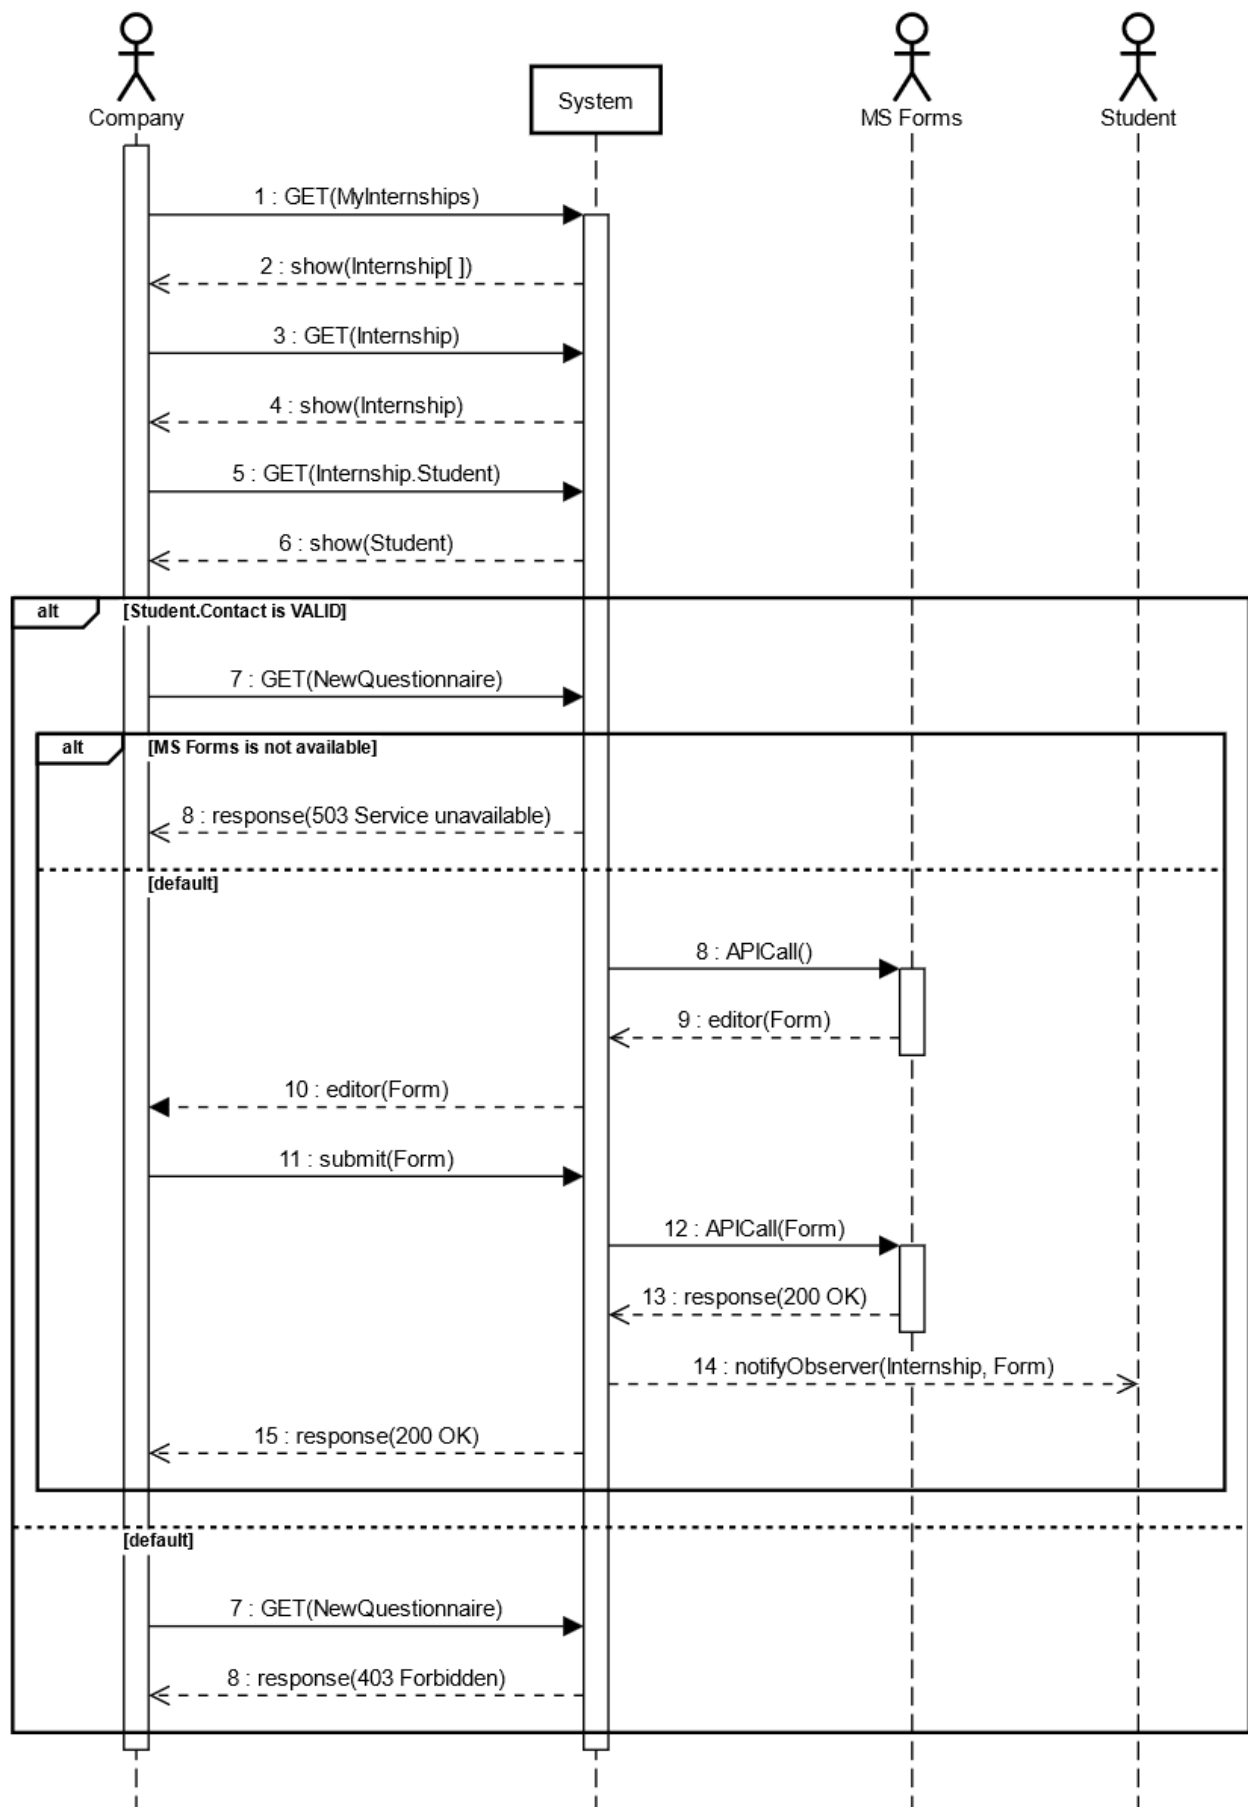 Company
System
MS Forms
Student
1 : GET(MyInternships)
2 : show(Internship[ ])
3 : GET(Internship)
4 : show(Internship)
5 : GET(Internship.Student)
6 : show(Student)
alt [Student.Contact is VALID]
7 : GET(NewQuestionnaire)
alt [MS Forms is not available]
8 : response(503 Service unavailable)
[default]
8 : APICall()
9 : editor(Form)
10 : editor(Form)
11 : submit(Form)
12 : APICall(Form)
13 : response(200 OK)
14 : notifyObserver(Internship, Form)
15 : response(200 OK)
[default]
7 : GET(NewQuestionnaire)
8 : response(403 Forbidden)